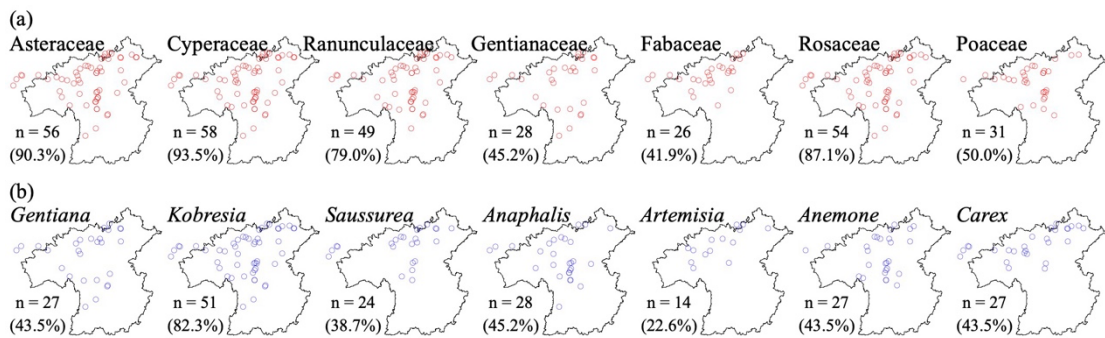 (a)
Asteraceae Cyperaceae Ranunculaceae Gentianaceae Fabaceae Rosaceae Poaceae
n = 56 n = 58 n = 49 n = 28 n = 26 n = 54 n = 31
(90.3%) (93.5%) (79.0%) (45.2%) (41.9%) (87.1%) (50.0%)
(b)
Gentiana Kobresia Saussurea Anaphalis Artemisia Anemone Carex
n = 27 n = 51 n = 24 n = 28 n = 14 n = 27 n = 27
(43.5%) (82.3%) (38.7%) (45.2%) (22.6%) (43.5%) (43.5%)